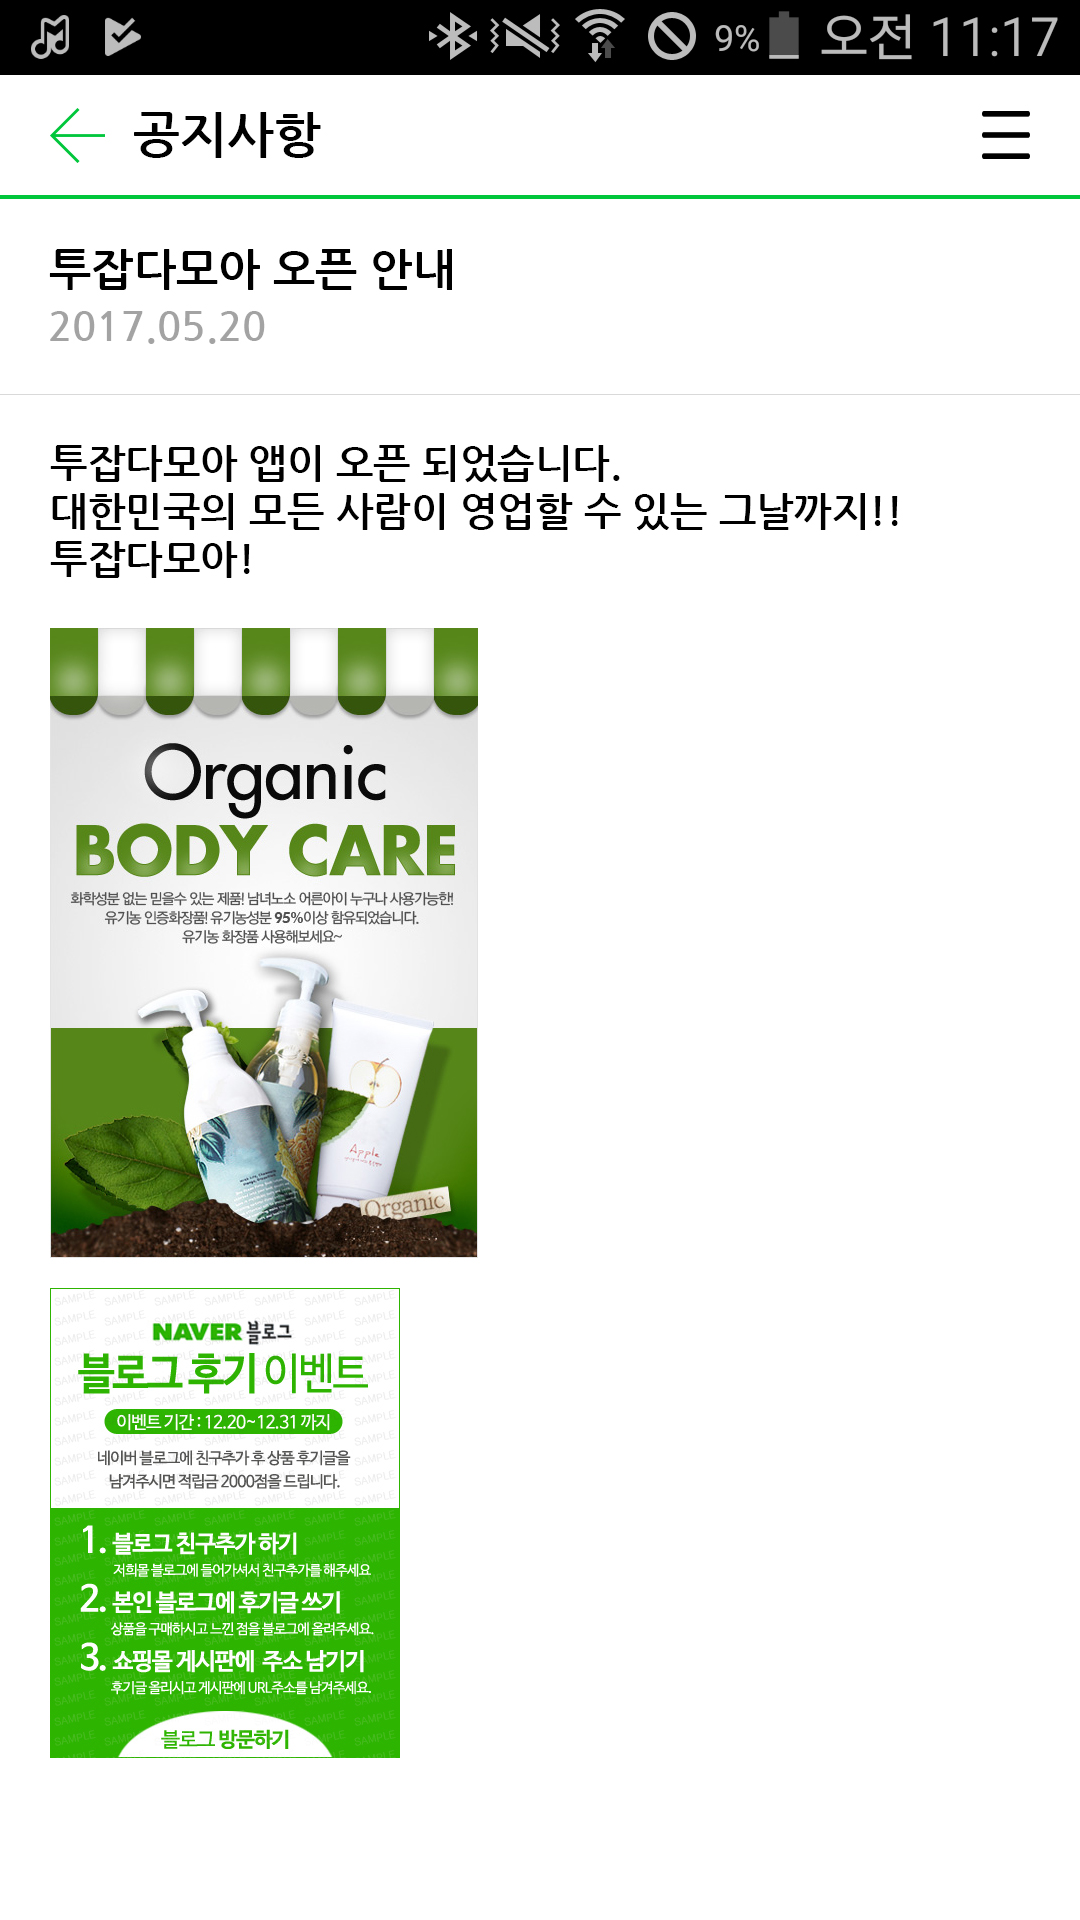 9% 오전 11:17
공지사항
투잡다모아 오픈 안내
2017.05.20
투잡다모아 앱이 오픈 되었습니다.
대한민국의 모든 사람이 영업할 수 있는 그날까지!!
투잡다모아!
Organic
BODY CARE
화학성분 없는 믿을수 있는 제품! 남녀노소 어른아이 누구나 사용가능한!
유기농 인증화장품! 유기농성분 95%이상 함유되었습니다.
유기농 화장품 사용해보세요~
Apple
Organic
NAVER 블로그
블로그 후기 이벤트
이벤트 기간 : 12.20~12.31 까지
네이버 블로그에 친구추가 후 상품 후기글을
남겨주시면 적립금 2000점을 드립니다.
1. 블로그 친구추가 하기
저희몰 블로그에 들어가셔서 친구추가를 해주세요
2. 본인 블로그에 후기글 쓰기
상품을 구매하시고 느낀 점을 블로그에 올려주세요.
3. 쇼핑몰 게시판에 주소 남기기
후기글 올리시고 게시판에 URL주소를 남겨주세요.
블로그 방문하기